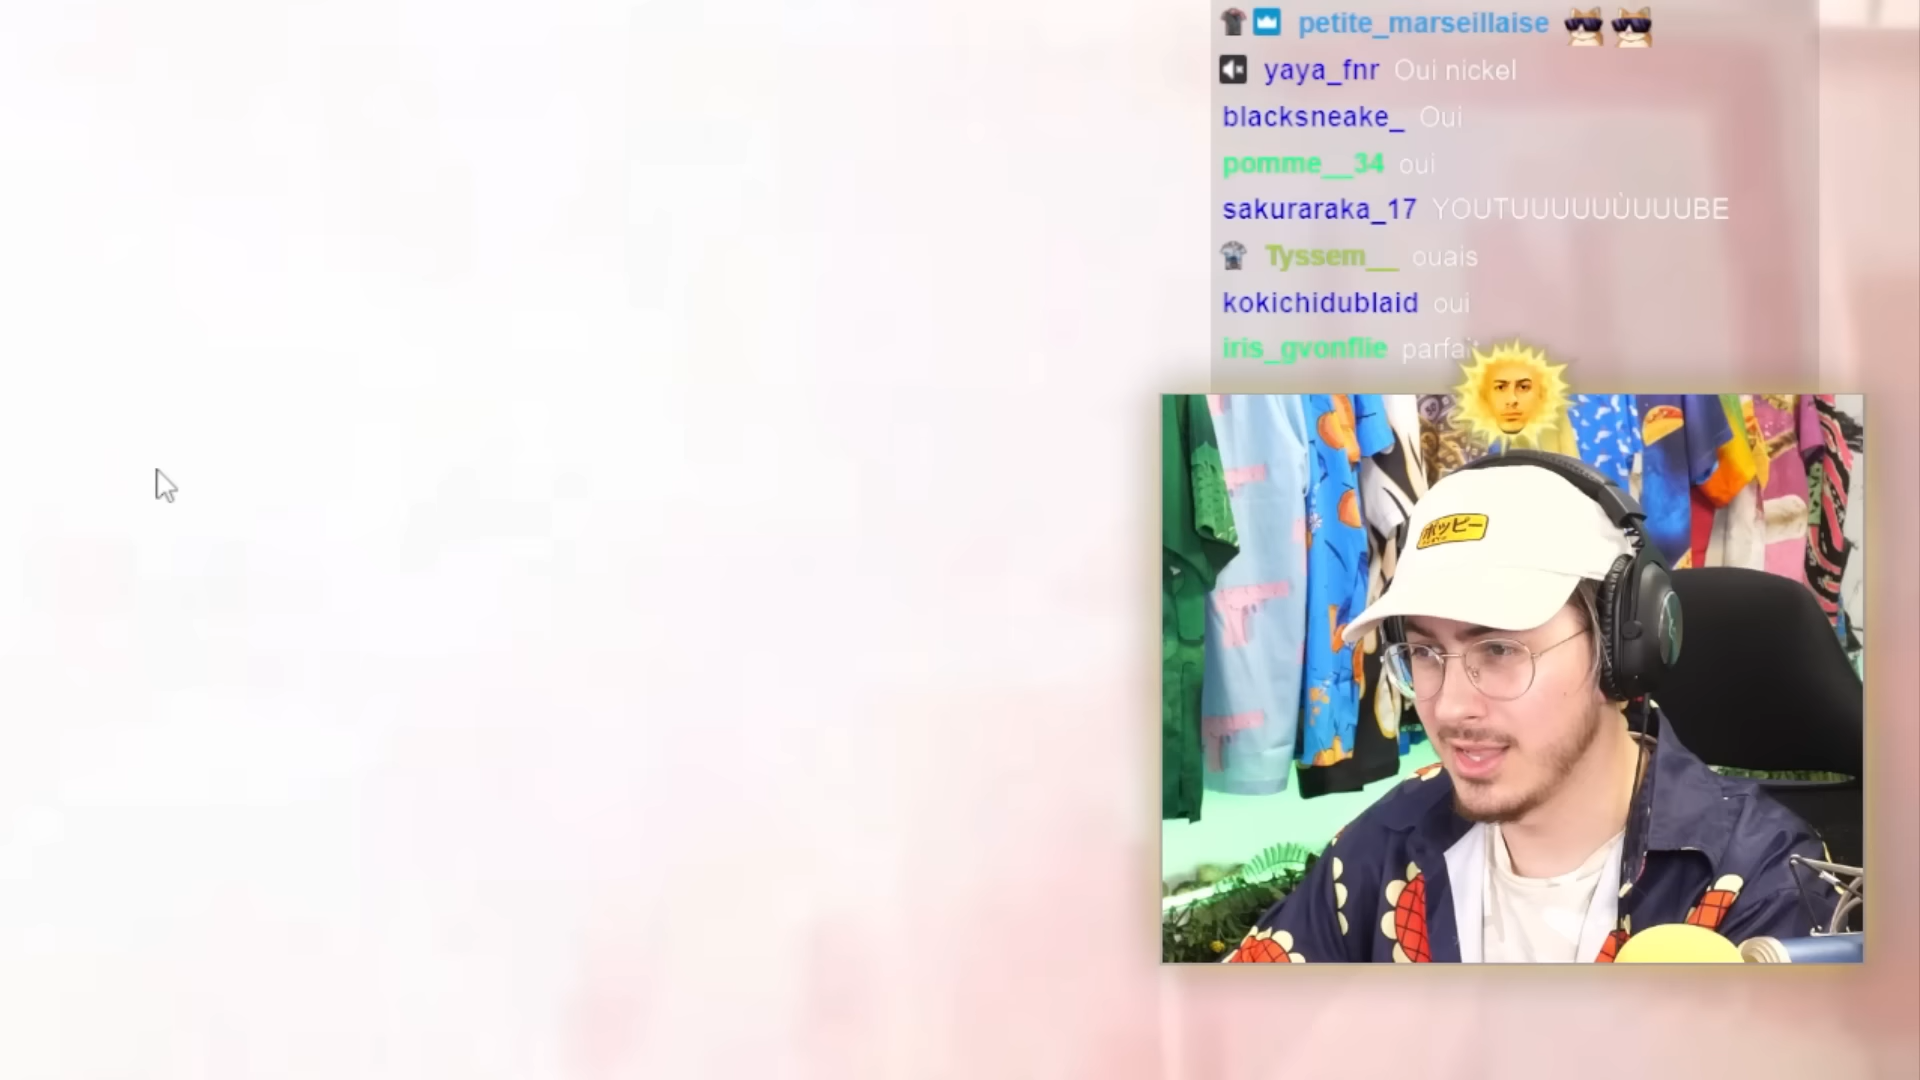 petite_marseillaise
yaya_fnr Oui nickel
blacksneake_ Oui
pomme__34 oui
sakuraraka_17 YOUTUUUUUÙUUUBE
Tyssem__ ouais
kokichidublaid oui
iris_gvonflie parfait
ポッピー